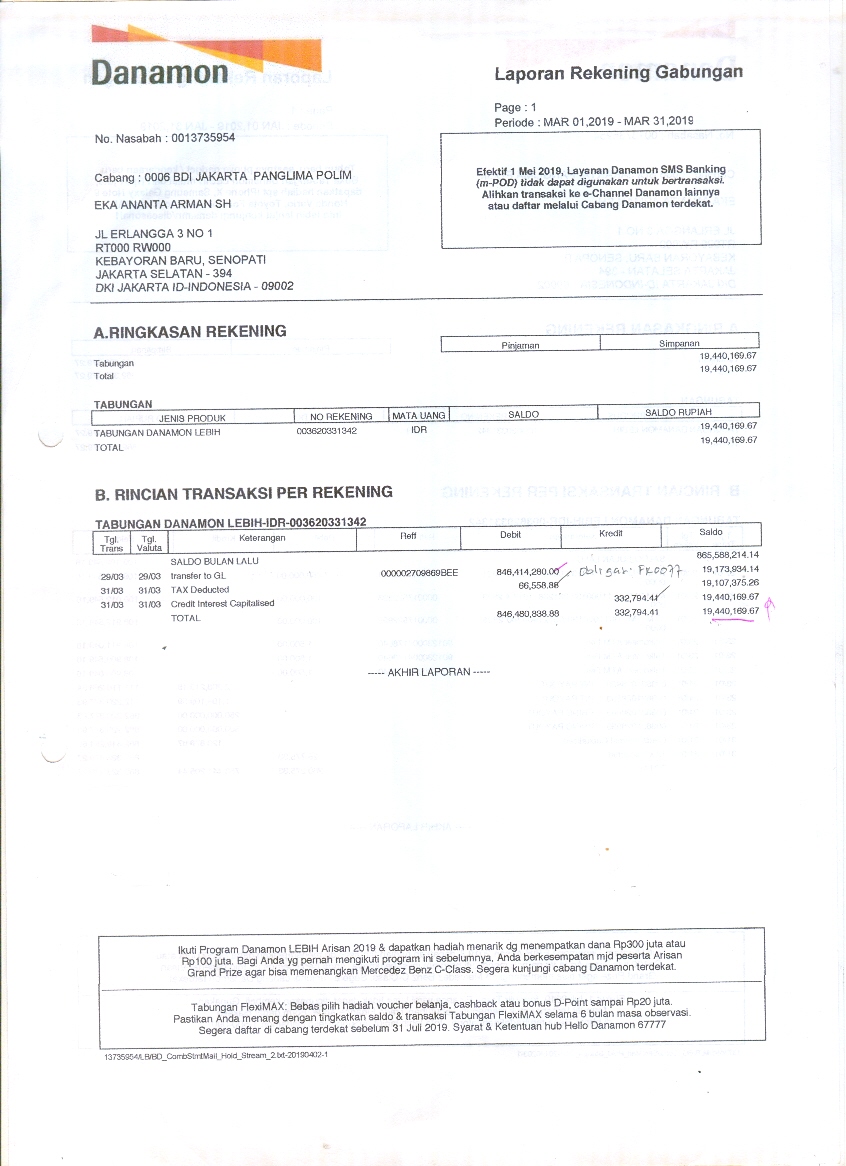 Danamon
Laporan Rekening Gabungan
Page : 1
Periode : MAR 01,2019 - MAR 31,2019
No. Nasabah : 0013735954
Cabang : 0006 BDI JAKARTA PANGLIMA POLIM
EKA ANANTA ARMAN SH
JL ERLANGGA 3 NO 1
RT000 RW000
KEBAYORAN BARU, SENOPATI
JAKARTA SELATAN - 394
DKI JAKARTA ID-INDONESIA - 09002
Efektif 1 Mei 2019, Layanan Danamon SMS Banking
(m-POD) tidak dapat digunakan untuk bertransaksi.
Alihkan transaksi ke e-Channel Danamon lainnya
atau daftar melalui Cabang Danamon terdekat.
A.RINGKASAN REKENING
Pinjaman Simpanan
Tabungan 19,440,169.67
Total 19,440,169.67
TABUNGAN
JENIS PRODUK NO REKENING MATA UANG SALDO SALDO RUPIAH
TABUNGAN DANAMON LEBIH 003620331342 IDR 19,440,169.67
TOTAL 19,440,169.67
B. RINCIAN TRANSAKSI PER REKENING
TABUNGAN DANAMON LEBIH-IDR-003620331342
Tgl. Trans Tgl. Valuta Keterangan Reff Debit Kredit Saldo
SALDO BULAN LALU 865,588,214.14
29/03 29/03 transfer to GL 000002709869BEE 846,414,280.00 Obligasi FR0077 19,173,934.14
31/03 31/03 TAX Deducted 66,558.88 19,107,375.26
31/03 31/03 Credit Interest Capitalised 332,794.41 19,440,169.67
TOTAL 846,480,838.88 332,794.41 19,440,169.67
----- AKHIR LAPORAN -----
Ikuti Program Danamon LEBIH Arisan 2019 & dapatkan hadiah menarik dg menempatkan dana Rp300 juta atau
Rp100 juta. Bagi Anda yg pernah mengikuti program ini sebelumnya, Anda berkesempatan mjd peserta Arisan
Grand Prize agar bisa memenangkan Mercedez Benz C-Class. Segera kunjungi cabang Danamon terdekat.
Tabungan FlexiMAX: Bebas pilih hadiah voucher belanja, cashback atau bonus D-Point sampai Rp20 juta.
Pastikan Anda menang dengan tingkatkan saldo & transaksi Tabungan FlexiMAX selama 6 bulan masa observasi.
Segera daftar di cabang terdekat sebelum 31 Juli 2019. Syarat & Ketentuan hub Hello Danamon 67777
13735954/LB/BD_CombStmtMail_Hold_Stream_2.txt-20190402-1